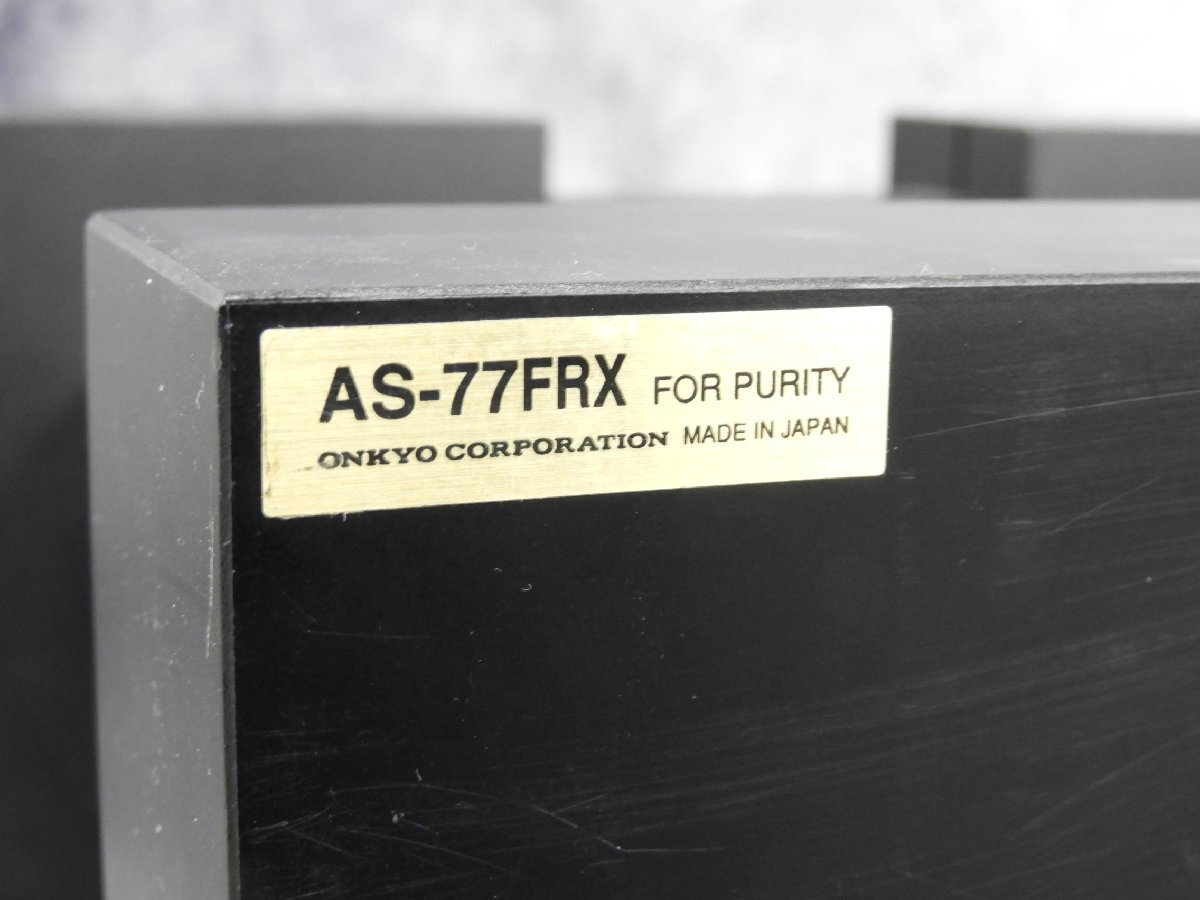 AS-77FRX FOR PURITY
ONKYO CORPORATION MADE IN JAPAN